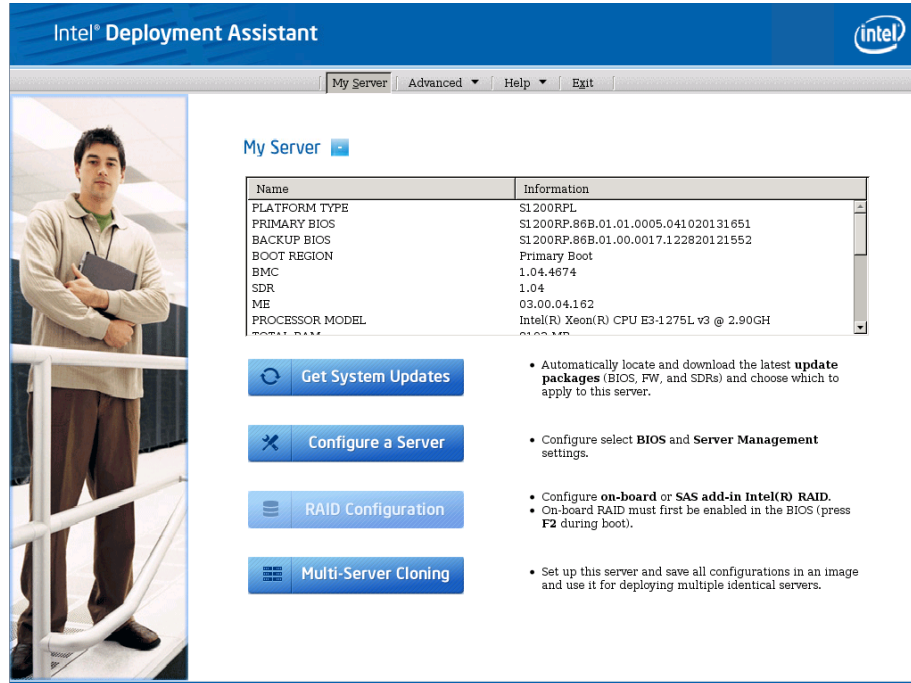 Intel® Deployment Assistant
intel
My Server Advanced Help Exit
My Server
Name Information
PLATFORM TYPE S1200RPL
PRIMARY BIOS S1200RP.86B.01.01.0005.041020131651
BACKUP BIOS S1200RP.86B.01.00.0017.122820121552
BOOT REGION Primary Boot
BMC 1.04.4674
SDR 1.04
ME 03.00.04.162
PROCESSOR MODEL Intel(R) Xeon(R) CPU E3-1275L v3 @ 2.90GH
TOTAL RAM MB
Get System Updates
• Automatically locate and download the latest update
packages (BIOS, FW, and SDRs) and choose which to
apply to this server.
Configure a Server
• Configure select BIOS and Server Management
settings.
RAID Configuration
• Configure on-board or SAS add-in Intel(R) RAID.
• On-board RAID must first be enabled in the BIOS (press
F2 during boot).
Multi-Server Cloning
• Set up this server and save all configurations in an image
and use it for deploying multiple identical servers.